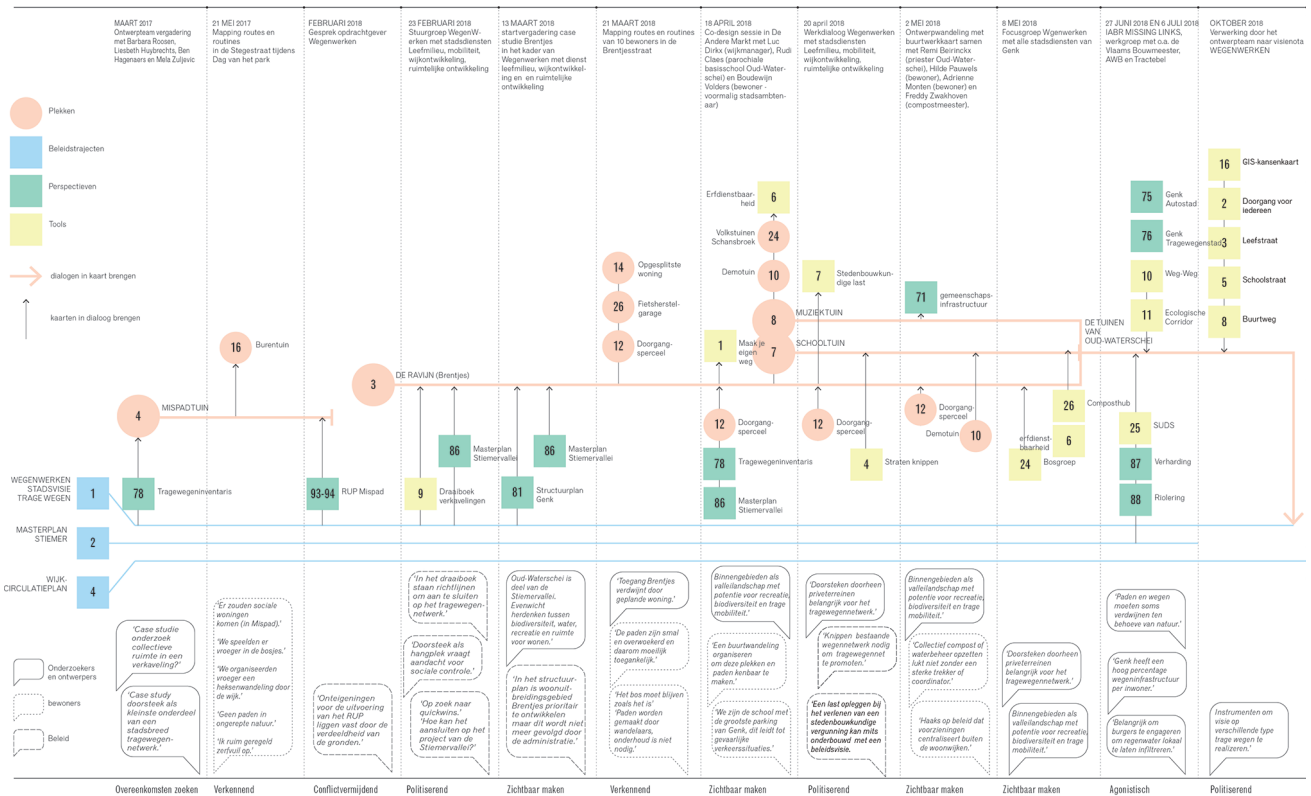 MAART 2017
Ontwerpteam vergadering
met Barbara Roosen,
Liesbeth Huybrechts, Ben
Hagenaers en Mela Zuljevic
21 MEI 2017
Mapping routes en
routines
in de Stegestraat tijdens
Dag van het park
FEBRUARI 2018
Gesprek opdrachtgever
Wegenwerken
23 FEBRUARI 2018
Stuurgroep WegenW-
erken met stadsdiensten
Leefmilieu, mobiliteit,
wijkontwikkeling,
ruimtelijke ontwikkeling
13 MAART 2018
startvergadering case
studie Brentjes
in het kader van
Wegenwerken met dienst
leefmilieu, wijkontwikkel-
ing en en ruimtelijke
ontwikkeling
21 MAART 2018
Mapping routes en routines
van 10 bewoners in de
Brentjesstraat
18 APRIL 2018
Co-design sessie in De
Andere Markt met Luc
Dirkx (wijkmanager), Rudi
Claes (parochiale
basisschool Oud-Water-
schei) en Boudewijn
Volders (bewoner -
voormalig stadsambten-
aar)
20 april 2018
Werkdialoog Wegenwerken
met stadsdiensten
Leefmilieu, mobiliteit,
wijkontwikkeling,
ruimtelijke ontwikkeling
2 MEI 2018
Ontwerpwandeling met
buurtwerkkaart samen
met Remi Beirinckx
(priester Oud-Water-
schei), Hilde Pauwels
(bewoner), Adrienne
Monten (bewoner) en
Freddy Zwakhoven
(compostmeester).
8 MEI 2018
Focusgroep Wgenwerken
met alle stadsdiensten van
Genk
27 JUNI 2018 EN 6 JULI 2018
IABR MISSING LINKS,
werkgroep met o.a. de
Vlaams Bouwmeester,
AWB en Tractebel
OKTOBER 2018
Verwerking door het
ontwerpteam naar visienota
WEGENWERKEN
Plekken
Beleidstrajecten
Perspectieven
Tools
dialogen in kaart brengen
kaarten in dialoog brengen
16
GIS-kansenkaart
2
Doorgang voor
iedereen
3
Leefstraat
5
Schoolstraat
8
Buurtweg
75
Genk
Autostad
76
Genk
Tragewegenstad
10
Weg-Weg
11
Ecologische
Corridor
Erfdienstbaar-
heid
6
Volkstuinen
Schansbroek
24
Demotuin
10
8
MUZIEKTUIN
7
SCHOOLTUIN
14
Opgesplitste
woning
26
Fietsherstel-
garage
12
Doorgang-
sperceel
7
Stedenbouwkun-
dige last
71
gemeenschaps-
infrastructuur
DE TUINEN
VAN
OUD-WATERSCHEI
1
Maak je
eigen
weg
16
Burentuin
3
DE RAVIJN (Brentjes)
4
MISPADTUIN
12
Doorgang-
sperceel
78
Tragewegeninventaris
86
Masterplan
Stiemervallei
12
Doorgang-
sperceel
4
Straten knippen
12
Doorgang-
sperceel
Demotuin
10
26
Composthub
erfdienst-
baarheid
6
24
Bosgroep
25
SUDS
87
Verharding
88
Riolering
86
Masterplan
Stiemervallei
86
Masterplan
Stiemervallei
9
Draaiboek
verkavelingen
81
Structuurplan
Genk
93-94
RUP Mispad
78
Tragewegeninventaris
WEGENWERKEN
STADSVISIE
TRAGE WEGEN
1
MASTERPLAN
STIEMER
2
WIJK-
CIRCULATIEPLAN
4
Onderzoekers
en ontwerpers
bewoners
Beleid
'Case studie
onderzoek
collectieve
ruimte in een
verkaveling?'
'Case study
doorsteek als
kleinste onderdeel
van een
stadsbreed
tragewegen-
netwerk.'
'Er zouden sociale
woningen
komen (in Mispad).'
'We speelden er
vroeger in de bosjes.'
'We organiseerden
vroeger een
heksenwandeling door
de wijk.'
'Geen paden in
ongrepte natuur.'
'Ik ruim geregeld
zerfvuil op.'
'Onteigeningen
voor de uitvoering
van het RUP
liggen vast door de
verdeeldheid
van de gronden.'
'In het draaiboek
staan richtlijnen
om aan te sluiten
op het tragewegen-
netwerk.'
'Doorsteek als
hangplek vraagt
aandacht voor
sociale controle.'
'Op zoek naar
quickwins.'
'Hoe kan het
aansluiten op het
project van de
Stiemervallei?'
Oud-Waterschei is
deel van de
Stiemervallei.
Evenwicht
herdenken tussen
biodiversiteit, water,
recreatie en ruimte
voor wonen.'
'In het structuur-
plan is woonuit-
breidingsgebied
Brentjes prioritair
te ontwikkelen
maar dit wordt niet
meer gevolgd door
de administratie.'
'Toegang Brentjes
verdwijnt door
geplande woning.'
'De paden zijn smal
en overwoekerd en
daarom moeilijk
toegankelijk.'
'Het bos moet blijven
zoals het is'
'Paden worden
gemaakt door
wandelaars,
onderhoud is niet
nodig.'
Binnengebieden als
valleilandschap met
potentie voor recreatie,
biodiversiteit en trage
mobiliteit.'
'Een buurtwandeling
organiseren
om deze plekken en
paden kenbaar te
maken.'
'We zijn de school met
de grootste parking
van Genk, dit leidt tot
gevaarlijke
verkeerssituaties.'
'Doorsteken doorheen
priveterreinen
belangrijk voor het
tragewegennetwerk.'
'Knippen bestaande
wegennetwerk nodig
om tragewegennet
te promoten.'
'Een last opleggen bij
het verlenen van een
stedenbouwkundige
vergunning kan mits
onderbouwd met een
beleidsvisie.
Binnengebieden als
valleilandschap met
potentie voor recreatie,
biodiversiteit en trage
mobiliteit.'
'Collectief compost of
waterbeheer opzetten
lukt niet zonder een
sterke trekker of
coordinator.'
'Haaks op beleid dat
voorzieningen
centraliseert buiten
de woonwijken.'
'Doorsteken doorheen
priveterreinen
belangrijk voor het
tragewegennetwerk.'
Binnengebieden als
valleilandschap met
potentie voor recreatie,
biodiversiteit en trage
mobiliteit.'
'Paden en wegen
moeten soms
verdwijnen ten
behoeve van natuur.'
'Genk heeft een
hoog percentage
wegeninfrastructuur
per inwoner.'
'Belangrijk om
burgers te engageren
om regenwater lokaal
te laten infiltreren.'
Instrumenten om
visie op
verschillende type
trage wegen te
realizeren.'
Overeenkomsten zoeken
Verkennend
Conflictvermijdend
Politiserend
Zichtbaar maken
Verkennend
Zichtbaar maken
Politiserend
Zichtbaar maken
Zichtbaar maken
Agonistisch
Politiserend